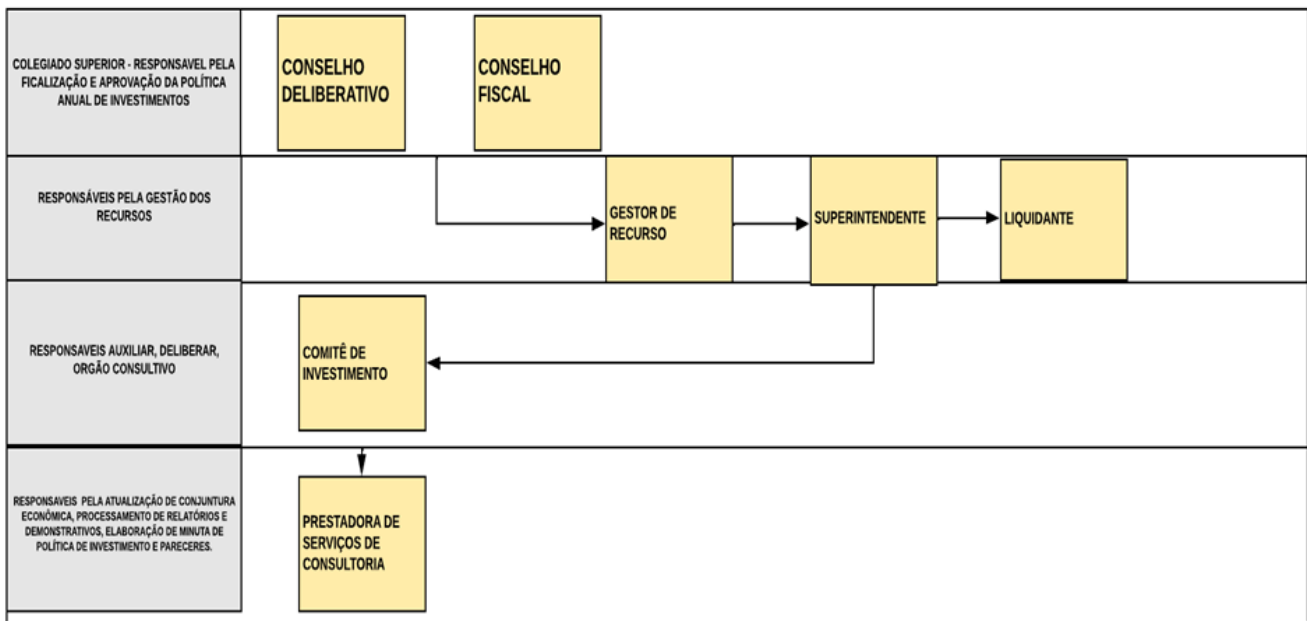 COLEGIADO SUPERIOR - RESPONSAVEL PELA
FICALIZAÇÃO E APROVAÇÃO DA POLÍTICA
ANUAL DE INVESTIMENTOS
CONSELHO
DELIBERATIVO
CONSELHO
FISCAL
RESPONSÁVEIS PELA GESTÃO DOS
RECURSOS
GESTOR DE
RECURSO
SUPERINTENDENTE
LIQUIDANTE
RESPONSAVEIS AUXILIAR, DELIBERAR,
ORGÃO CONSULTIVO
COMITÊ DE
INVESTIMENTO
RESPONSAVEIS PELA ATUALIZAÇÃO DE CONJUNTURA
ECONÔMICA, PROCESSAMENTO DE RELATÓRIOS E
DEMONSTRATIVOS, ELABORAÇÃO DE MINUTA DE
POLÍTICA DE INVESTIMENTO E PARECERES.
PRESTADORA DE
SERVIÇOS DE
CONSULTORIA